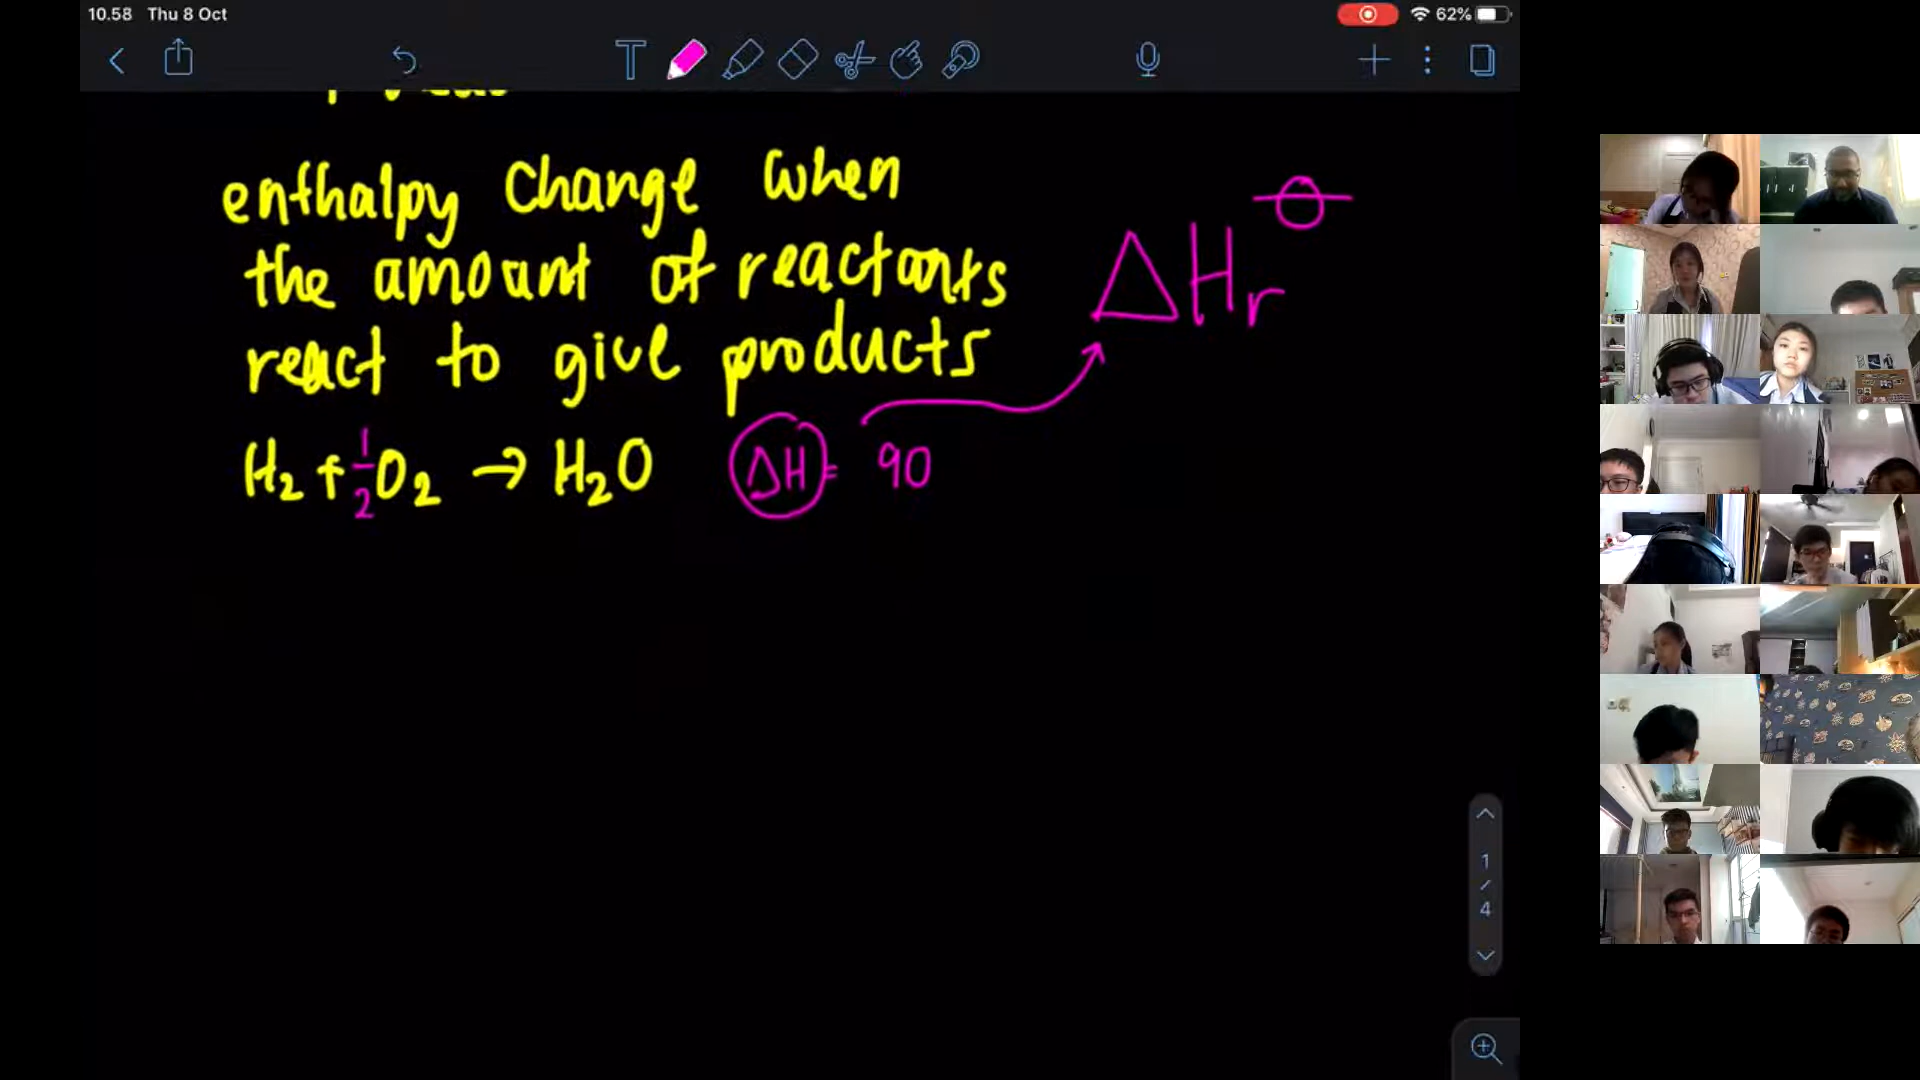 10.58 Thu 8 Oct
62%
T
enthalpy change when
the amount of reactants
react to give products
H₂ + ½O₂ → H₂O ΔH = 90
ΔHr⊖
1
/
4